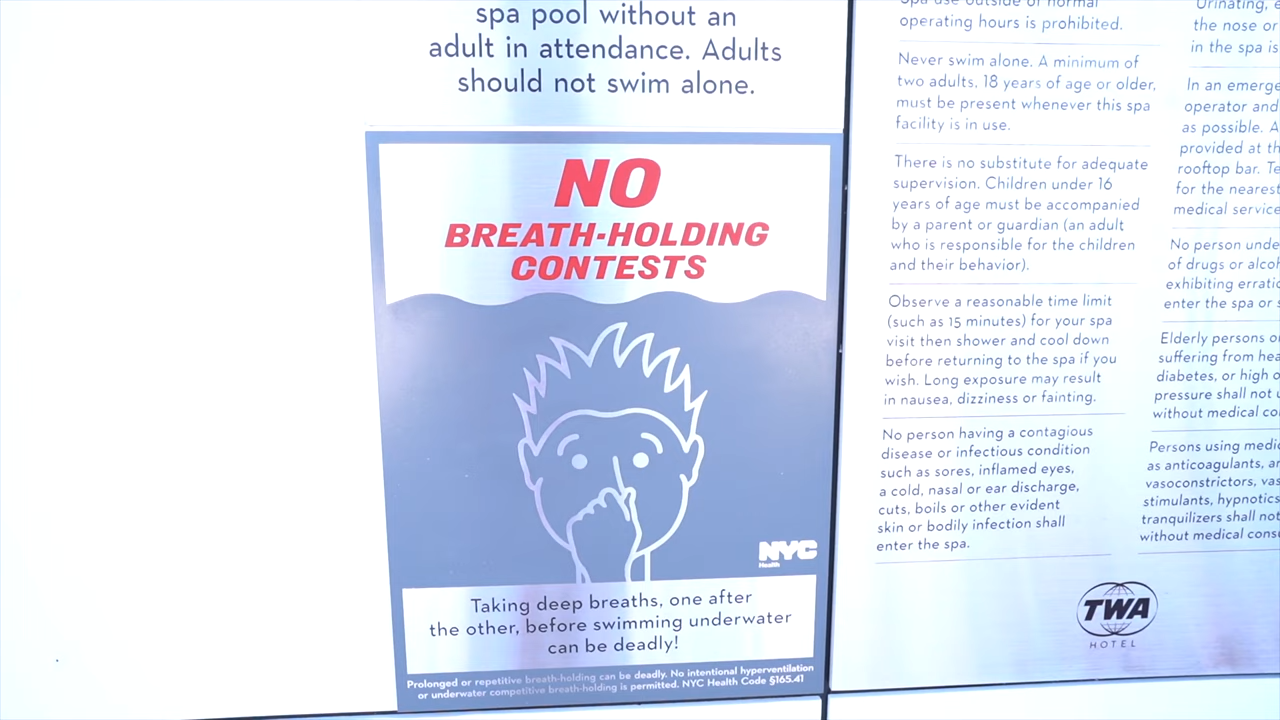 spa pool without an
adult in attendance. Adults
should not swim alone.
NO
BREATH-HOLDING
CONTESTS
NYC
Health
Taking deep breaths, one after
the other, before swimming underwater
can be deadly!
Prolonged or repetitive breath-holding can be deadly. No intentional hyperventilation
or underwater competitive breath-holding is permitted. NYC Health Code §165.41
Spa use outside of normal
operating hours is prohibited.
Never swim alone. A minimum of
two adults, 18 years of age or older,
must be present whenever this spa
facility is in use.
There is no substitute for adequate
supervision. Children under 16
years of age must be accompanied
by a parent or guardian (an adult
who is responsible for the children
and their behavior).
Observe a reasonable time limit
(such as 15 minutes) for your spa
visit then shower and cool down
before returning to the spa if you
wish. Long exposure may result
in nausea, dizziness or fainting.
No person having a contagious
disease or infectious condition
such as sores, inflamed eyes,
a cold, nasal or ear discharge,
cuts, boils or other evident
skin or bodily infection shall
enter the spa.
Urinating,
the nose or
in the spa is
In an emerge
operator and
as possible. A
provided at th
rooftop bar. Te
for the nearest
medical service
No person unde
of drugs or alcoh
exhibiting erratic
enter the spa or
Elderly persons o
suffering from hea
diabetes, or high o
pressure shall not
without medical co
Persons using medic
as anticoagulants, an
vasoconstrictors, vas
stimulants, hypnotics
tranquilizers shall not
without medical cons
TWA
HOTEL